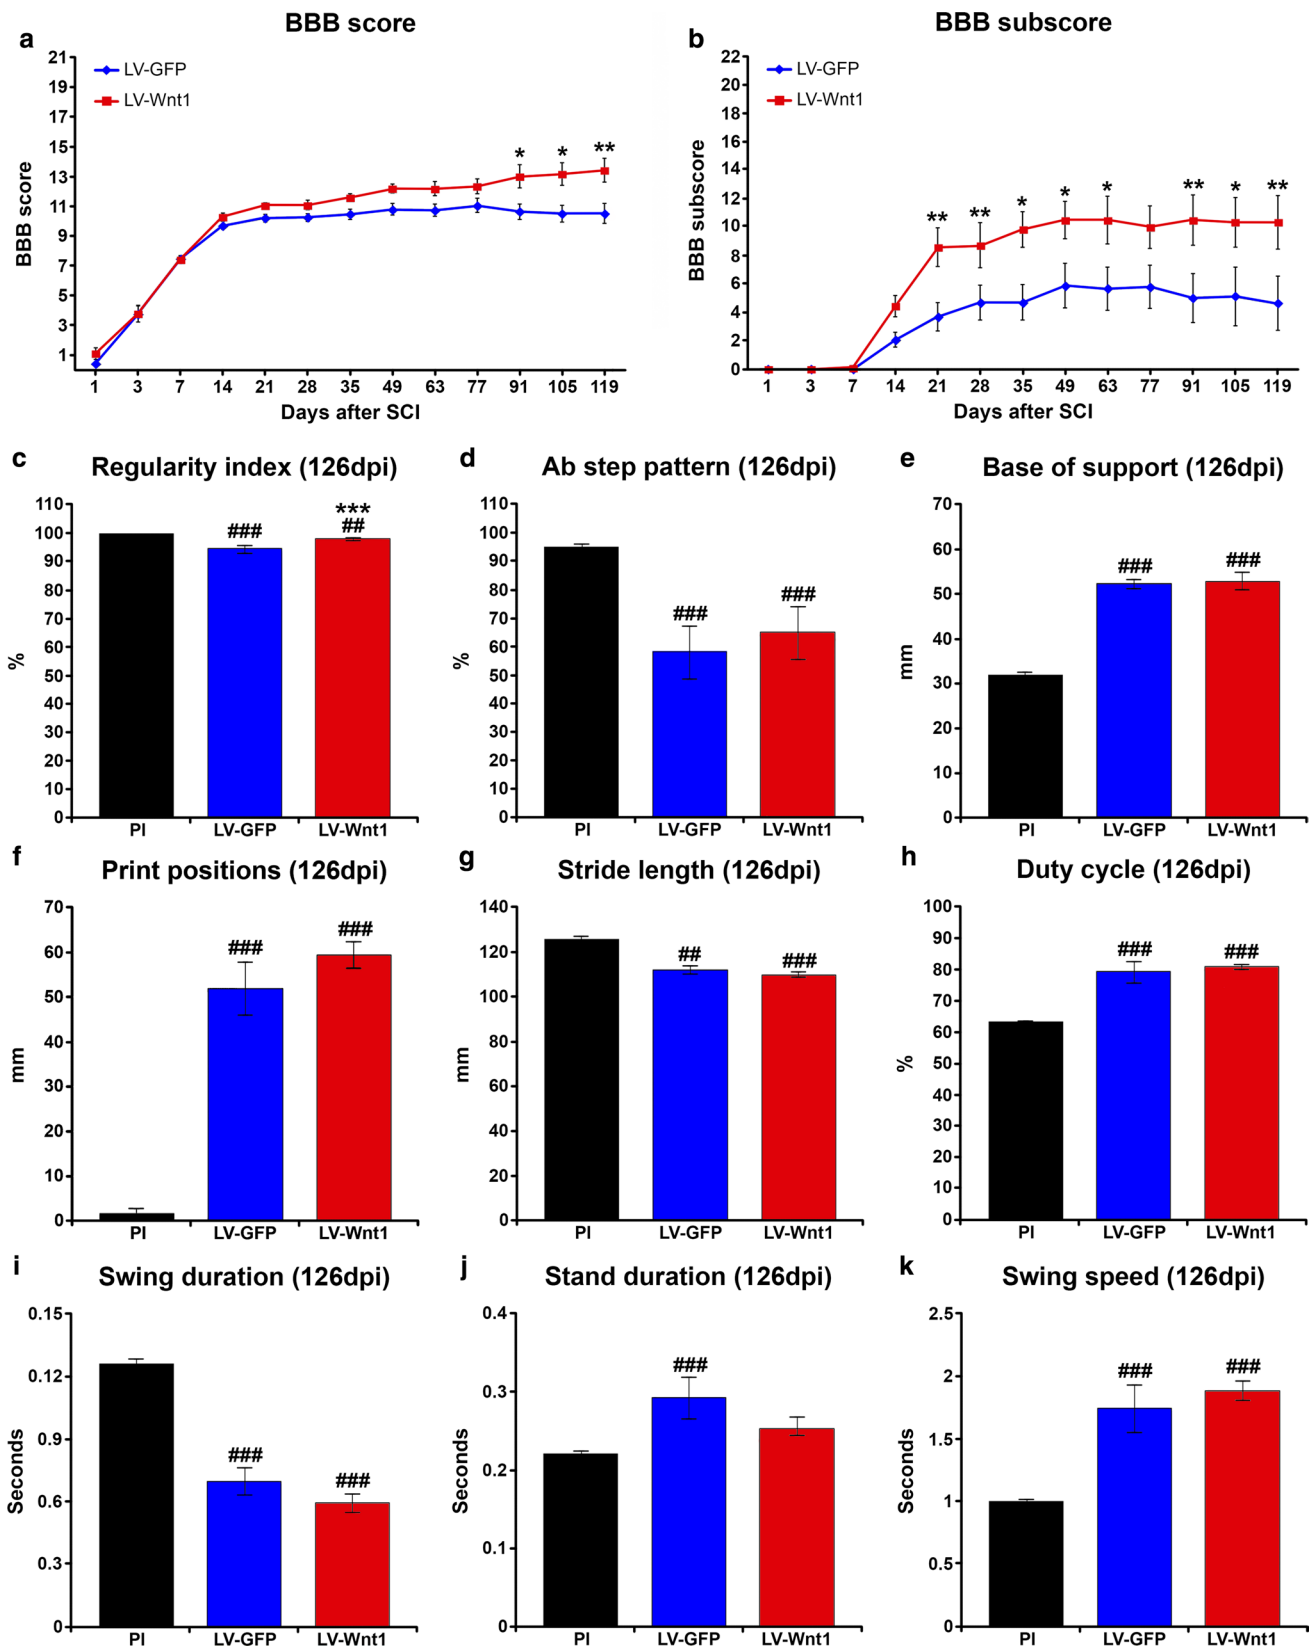 BBB score
a
21
19
17
15
13
11
9
7
5
3
1
BBB score
LV-GFP
LV-Wnt1
* * **
1 3 7 14 21 28 35 49 63 77 91 105 119
Days after SCI
BBB subscore
b
22
20
18
16
14
12
10
8
6
4
2
0
BBB subscore
LV-GFP
LV-Wnt1
** ** * * * ** * **
1 3 7 14 21 28 35 49 63 77 91 105 119
Days after SCI
c
Regularity index (126dpi)
110
100
90
80
70
60
50
40
30
20
10
0
%
###
***
##
PI LV-GFP LV-Wnt1
d
Ab step pattern (126dpi)
110
100
90
80
70
60
50
40
30
20
10
0
%
###
###
PI LV-GFP LV-Wnt1
e
Base of support (126dpi)
70
60
50
40
30
20
10
0
mm
###
###
PI LV-GFP LV-Wnt1
f
Print positions (126dpi)
70
60
50
40
30
20
10
0
mm
###
###
PI LV-GFP LV-Wnt1
g
Stride length (126dpi)
140
120
100
80
60
40
20
0
mm
##
###
PI LV-GFP LV-Wnt1
h
Duty cycle (126dpi)
100
90
80
70
60
50
40
30
20
10
0
%
###
###
PI LV-GFP LV-Wnt1
i
Swing duration (126dpi)
0.15
0.12
0.9
0.6
0.3
0
Seconds
###
###
PI LV-GFP LV-Wnt1
j
Stand duration (126dpi)
0.4
0.3
0.2
0.1
0
Seconds
###
PI LV-GFP LV-Wnt1
k
Swing speed (126dpi)
2.5
2
1.5
1
0.5
0
Seconds
###
###
PI LV-GFP LV-Wnt1